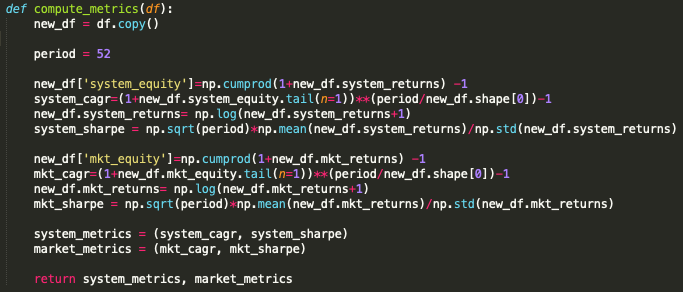 def compute_metrics(df):
    new_df = df.copy()

    period = 52

    new_df['system_equity']=np.cumprod(1+new_df.system_returns) -1
    system_cagr=(1+new_df.system_equity.tail(n=1))**(period/new_df.shape[0])-1
    new_df.system_returns= np.log(new_df.system_returns+1)
    system_sharpe = np.sqrt(period)*np.mean(new_df.system_returns)/np.std(new_df.system_returns)

    new_df['mkt_equity']=np.cumprod(1+new_df.mkt_returns) -1
    mkt_cagr=(1+new_df.mkt_equity.tail(n=1))**(period/new_df.shape[0])-1
    new_df.mkt_returns= np.log(new_df.mkt_returns+1)
    mkt_sharpe = np.sqrt(period)*np.mean(new_df.mkt_returns)/np.std(new_df.mkt_returns)

    system_metrics = (system_cagr, system_sharpe)
    market_metrics = (mkt_cagr, mkt_sharpe)

    return system_metrics, market_metrics